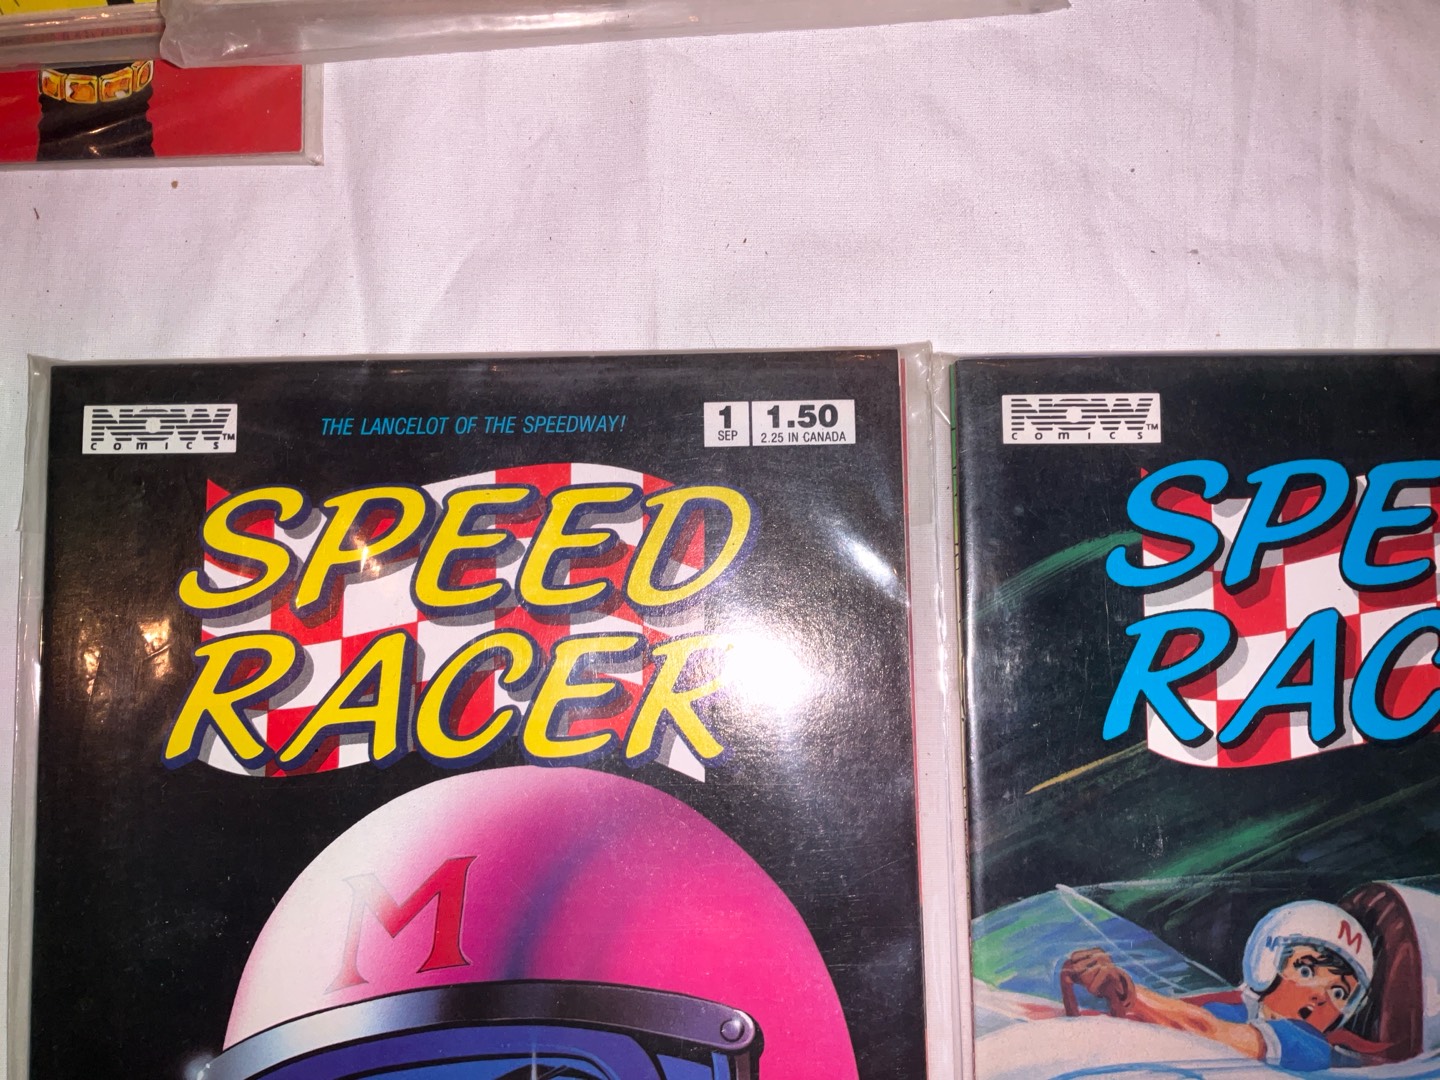 NOW
comics
THE LANCELOT OF THE SPEEDWAY!
1
SEP
1.50
2.25 IN CANADA
SPEED
RACER
M
NOW
comics
SPE
RAC
M